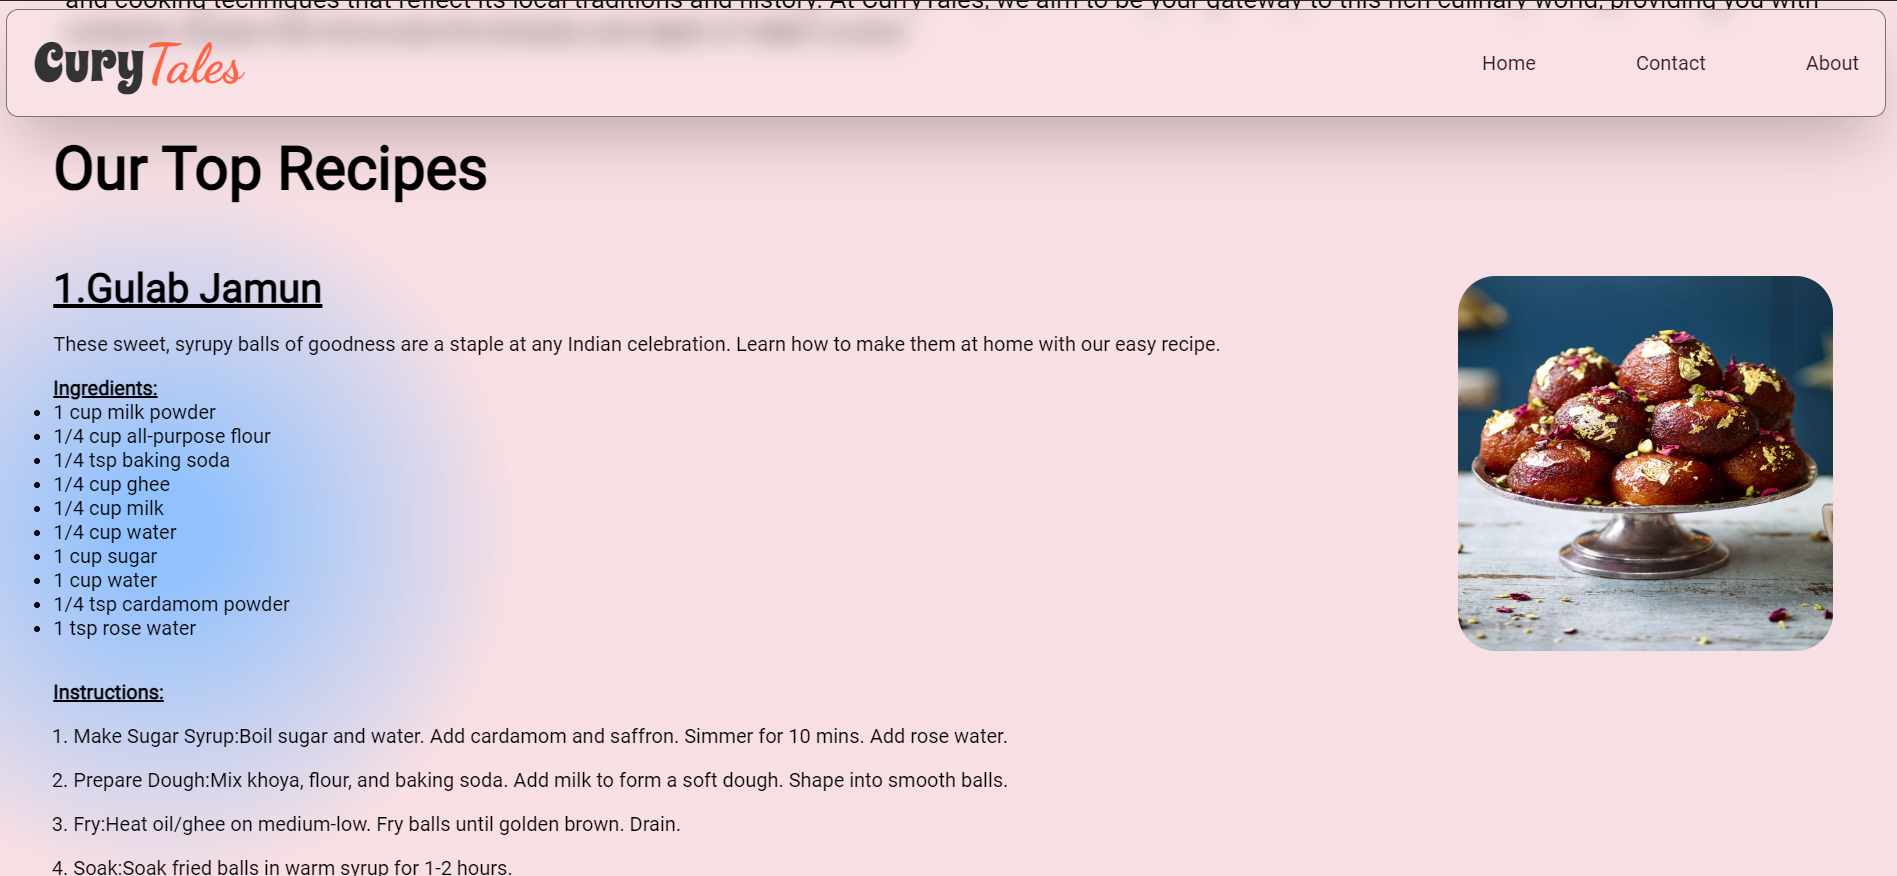 and cooking techniques that reflect its local traditions and history. At CurryTales, we aim to be your gateway to this rich culinary world, providing you with
CuryTales
Home
Contact
About
Our Top Recipes
1.Gulab Jamun
These sweet, syrupy balls of goodness are a staple at any Indian celebration. Learn how to make them at home with our easy recipe.
Ingredients:
1 cup milk powder
1/4 cup all-purpose flour
1/4 tsp baking soda
1/4 cup ghee
1/4 cup milk
1/4 cup water
1 cup sugar
1 cup water
1/4 tsp cardamom powder
1 tsp rose water
Instructions:
1. Make Sugar Syrup:Boil sugar and water. Add cardamom and saffron. Simmer for 10 mins. Add rose water.
2. Prepare Dough:Mix khoya, flour, and baking soda. Add milk to form a soft dough. Shape into smooth balls.
3. Fry:Heat oil/ghee on medium-low. Fry balls until golden brown. Drain.
4. Soak:Soak fried balls in warm syrup for 1-2 hours.